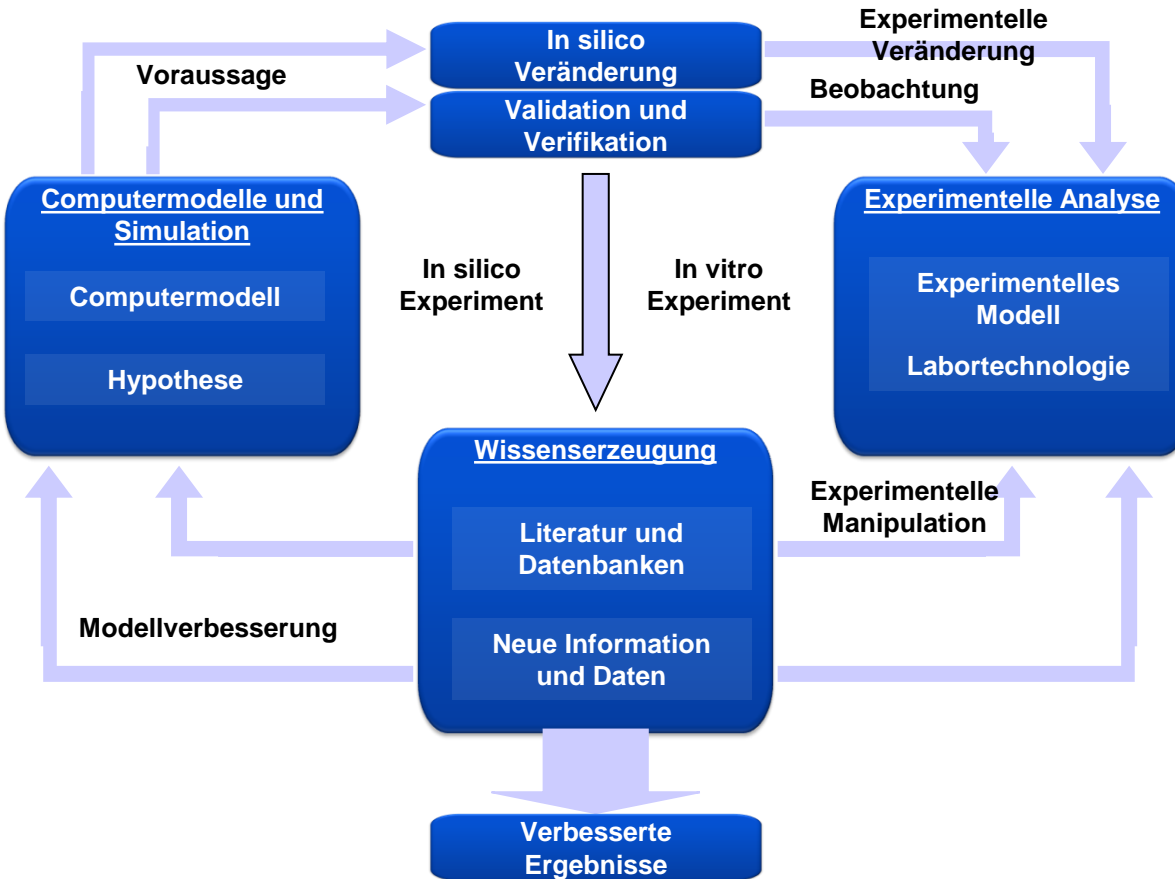 In silico
Veränderung
Experimentelle
Veränderung
Voraussage
Validation und
Verifikation
Beobachtung
Computermodelle und
Simulation
Computermodell
Hypothese
In silico
Experiment
In vitro
Experiment
Experimentelle Analyse
Experimentelles
Modell
Labortechnologie
Wissenserzeugung
Literatur und
Datenbanken
Neue Information
und Daten
Experimentelle
Manipulation
Modellverbesserung
Verbesserte
Ergebnisse